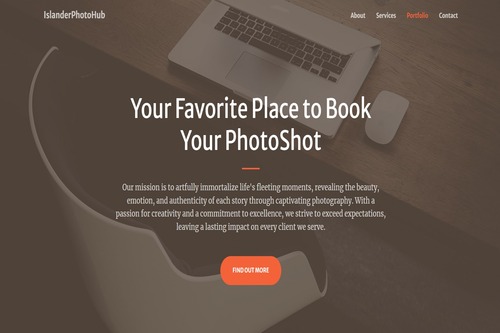 IslanderPhotoHub
About Services Portfolio Contact
Your Favorite Place to Book
Your PhotoShot
Our mission is to artfully immortalize life's fleeting moments, revealing the beauty,
emotion, and authenticity of each story through captivating photography. With a
passion for creativity and a commitment to excellence, we strive to exceed expectations,
leaving a lasting impact on every client we serve.
FIND OUT MORE